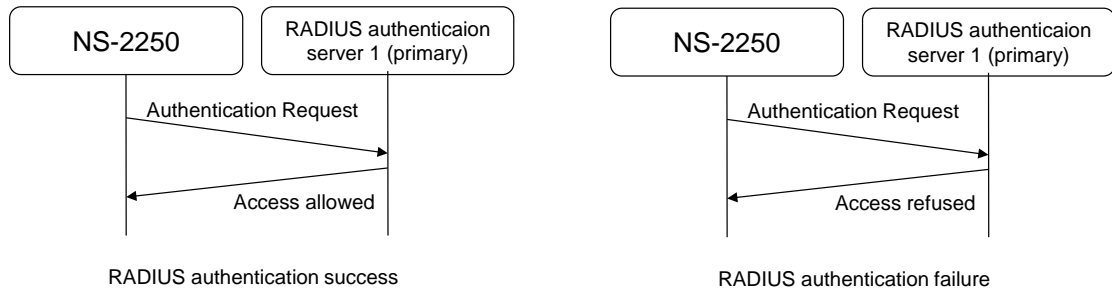 NS-2250
RADIUS authenticaion
server 1 (primary)
Authentication Request
Access allowed
RADIUS authentication success
NS-2250
RADIUS authenticaion
server 1 (primary)
Authentication Request
Access refused
RADIUS authentication failure